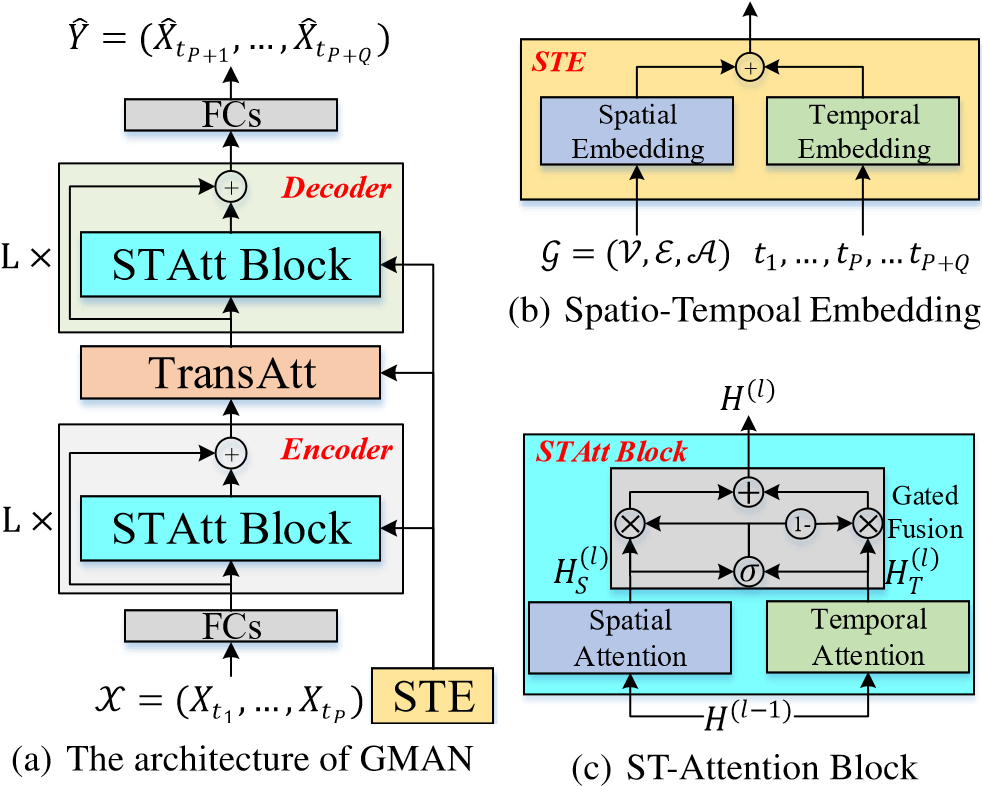 Ŷ = (X̂_{t_{P+1}}, …, X̂_{t_{P+Q}})
FCs
Decoder
+
L ×
STAtt Block
TransAtt
Encoder
+
L ×
STAtt Block
FCs
𝒳 = (X_{t_1}, …, X_{t_P})
STE
(a) The architecture of GMAN
STE
+
Spatial
Embedding
Temporal
Embedding
𝒢 = (𝒱, ℰ, 𝒜)
t_1, …, t_P, … t_{P+Q}
(b) Spatio-Tempoal Embedding
H^{(l)}
STAtt Block
+
Gated
Fusion
×
1-
×
H_S^{(l)}
σ
H_T^{(l)}
Spatial
Attention
Temporal
Attention
H^{(l−1)}
(c) ST-Attention Block